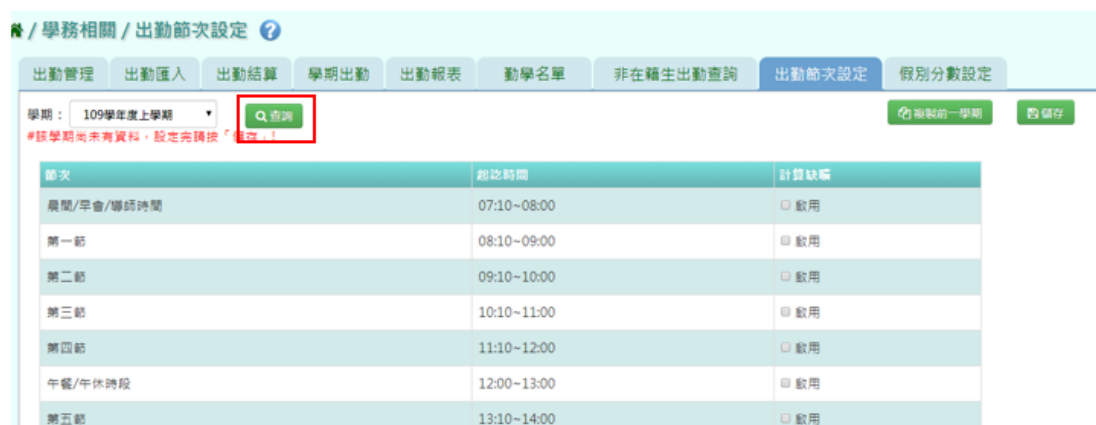 / 學務相關 / 出勤節次設定 ?
出勤管理 出勤匯入 出勤結算 學期出勤 出勤報表 勤學名單 非在籍生出勤查詢 出勤節次設定 假別分數設定
學期： 109學年度上學期 查詢 複製前一學期 儲存
#該學期尚未有資料，設定完請按「儲存」!
節次 起訖時間 計算缺曠
晨間/早會/導師時間 07:10~08:00 啟用
第一節 08:10~09:00 啟用
第二節 09:10~10:00 啟用
第三節 10:10~11:00 啟用
第四節 11:10~12:00 啟用
午餐/午休時段 12:00~13:00 啟用
第五節 13:10~14:00 啟用